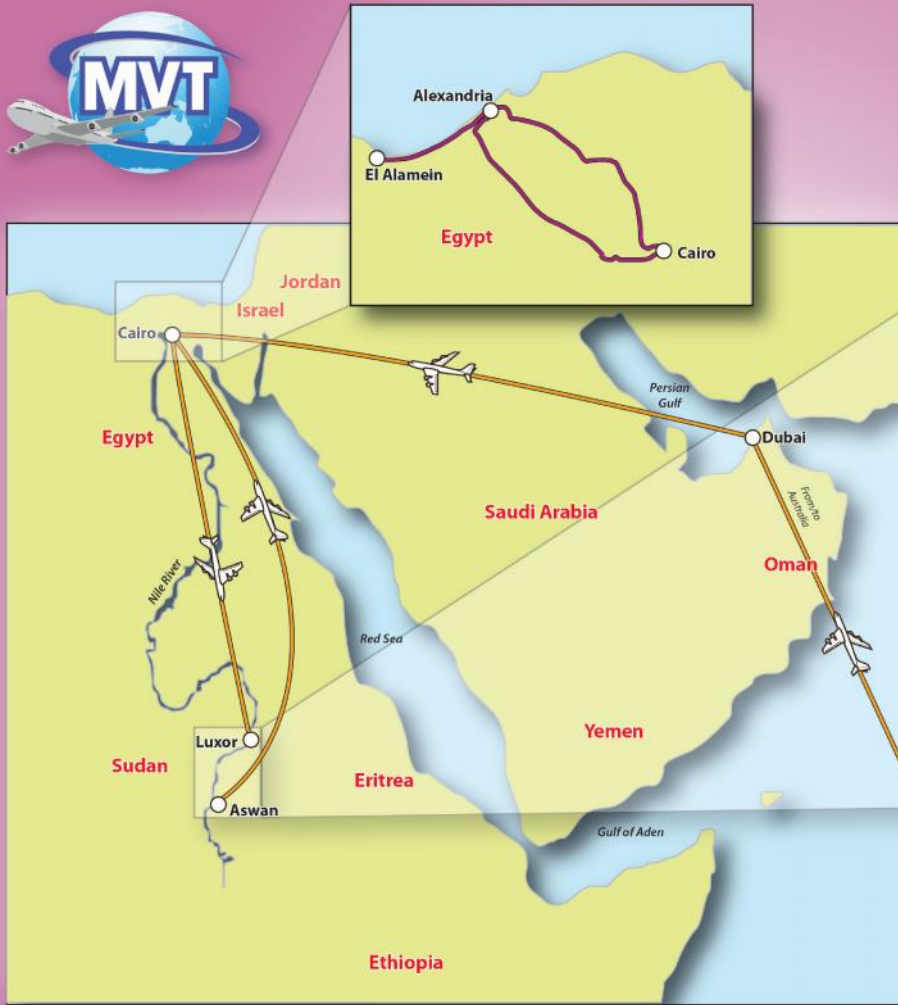 MVT
Alexandria
El Alamein
Egypt
Cairo
Jordan
Israel
Cairo
Persian
Gulf
Dubai
Egypt
From/to
Australia
Saudi Arabia
Oman
Nile River
Red Sea
Yemen
Luxor
Sudan
Eritrea
Aswan
Gulf of Aden
Ethiopia